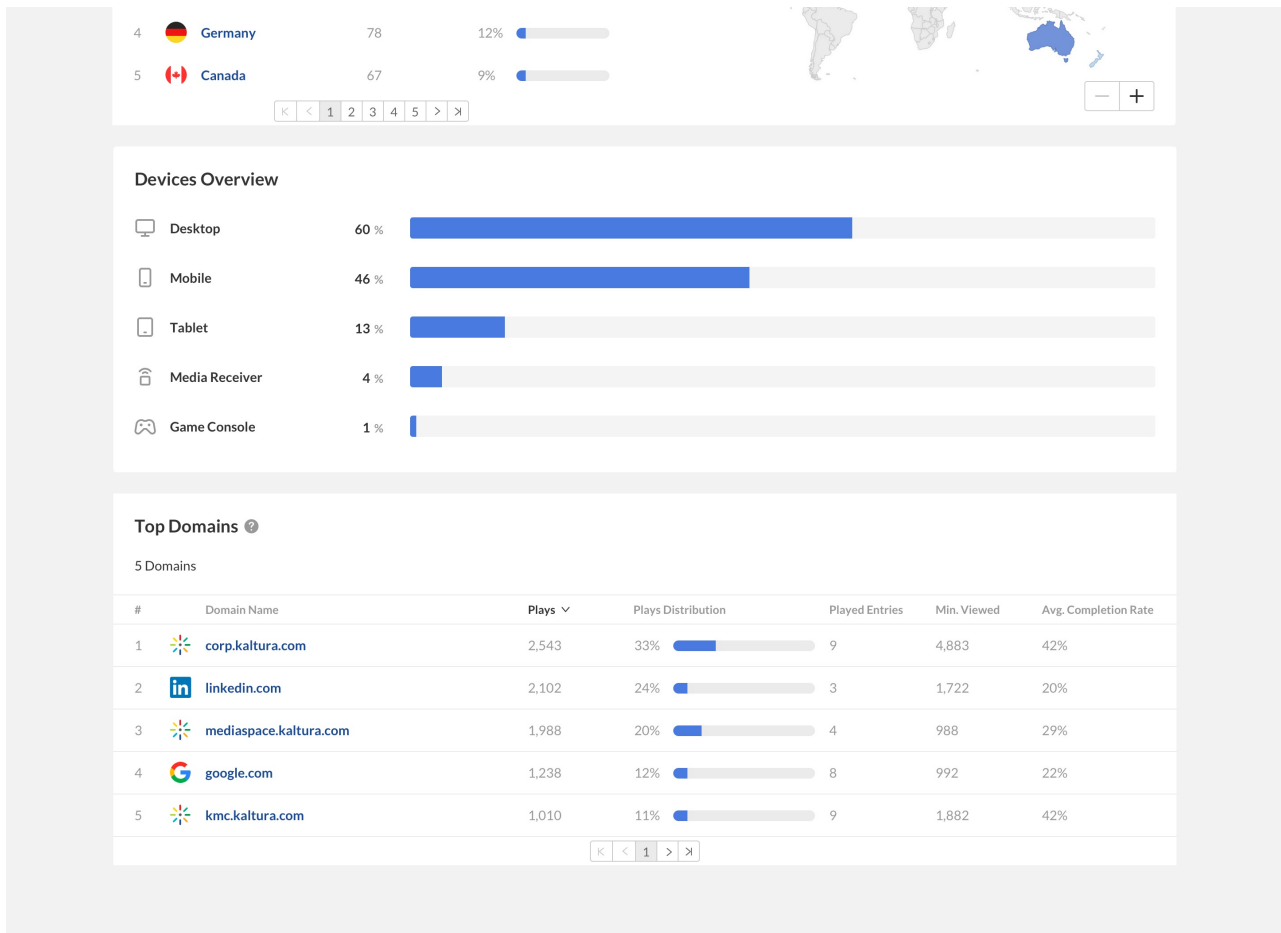 4 Germany 78 12%
5 Canada 67 9%
1 2 3 4 5
Devices Overview
Desktop 60 %
Mobile 46 %
Tablet 13 %
Media Receiver 4 %
Game Console 1 %
Top Domains ?
5 Domains
# Domain Name Plays Plays Distribution Played Entries Min. Viewed Avg. Completion Rate
1 corp.kaltura.com 2,543 33% 9 4,883 42%
2 in linkedin.com 2,102 24% 3 1,722 20%
3 mediaspace.kaltura.com 1,988 20% 4 988 29%
4 G google.com 1,238 12% 8 992 22%
5 kmc.kaltura.com 1,010 11% 9 1,882 42%
1